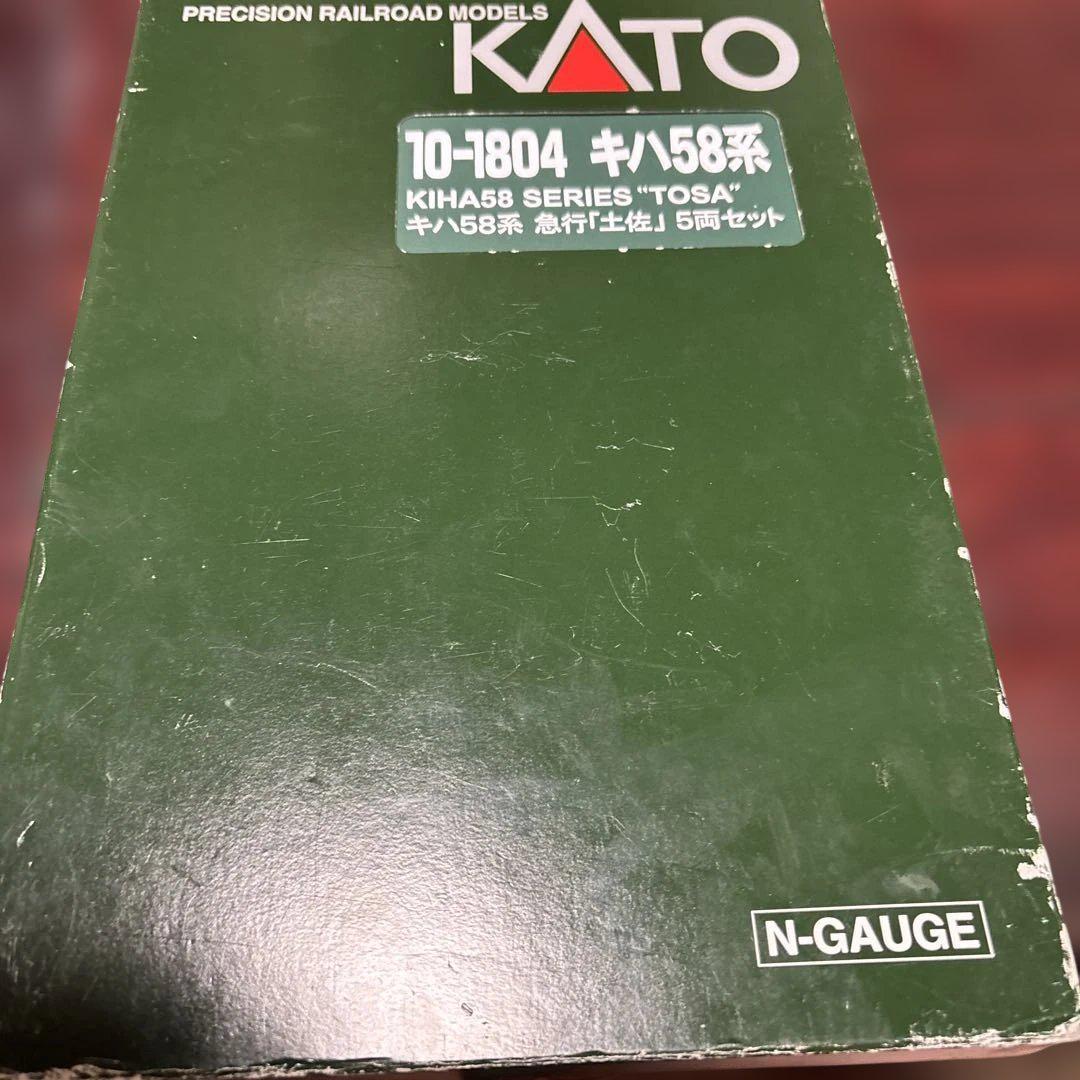 PRECISION RAILROAD MODELS
KATO
10-1804 キハ58系
KIHA58 SERIES "TOSA"
キハ58系 急行「土佐」 5両セット
N-GAUGE